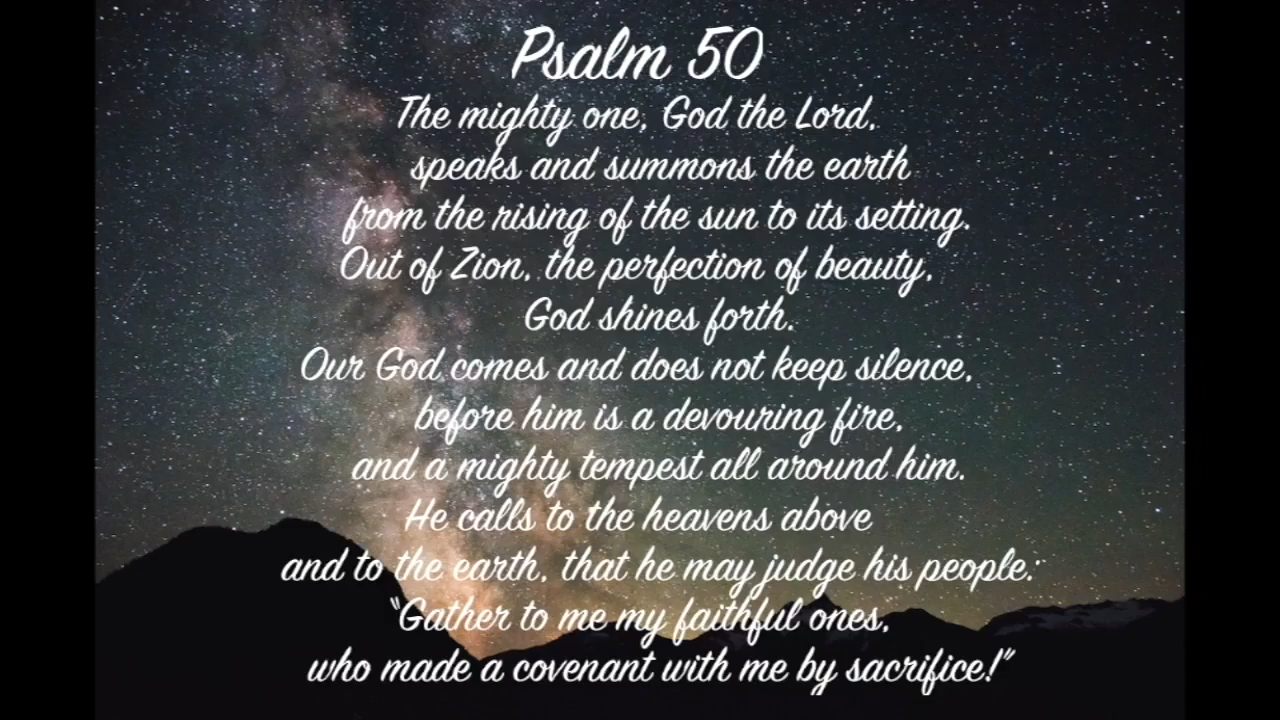 Psalm 50
The mighty one, God the Lord,
speaks and summons the earth
from the rising of the sun to its setting.
Out of Zion, the perfection of beauty,
God shines forth.
Our God comes and does not keep silence,
before him is a devouring fire,
and a mighty tempest all around him.
He calls to the heavens above
and to the earth, that he may judge his people:
“Gather to me my faithful ones,
who made a covenant with me by sacrifice!”